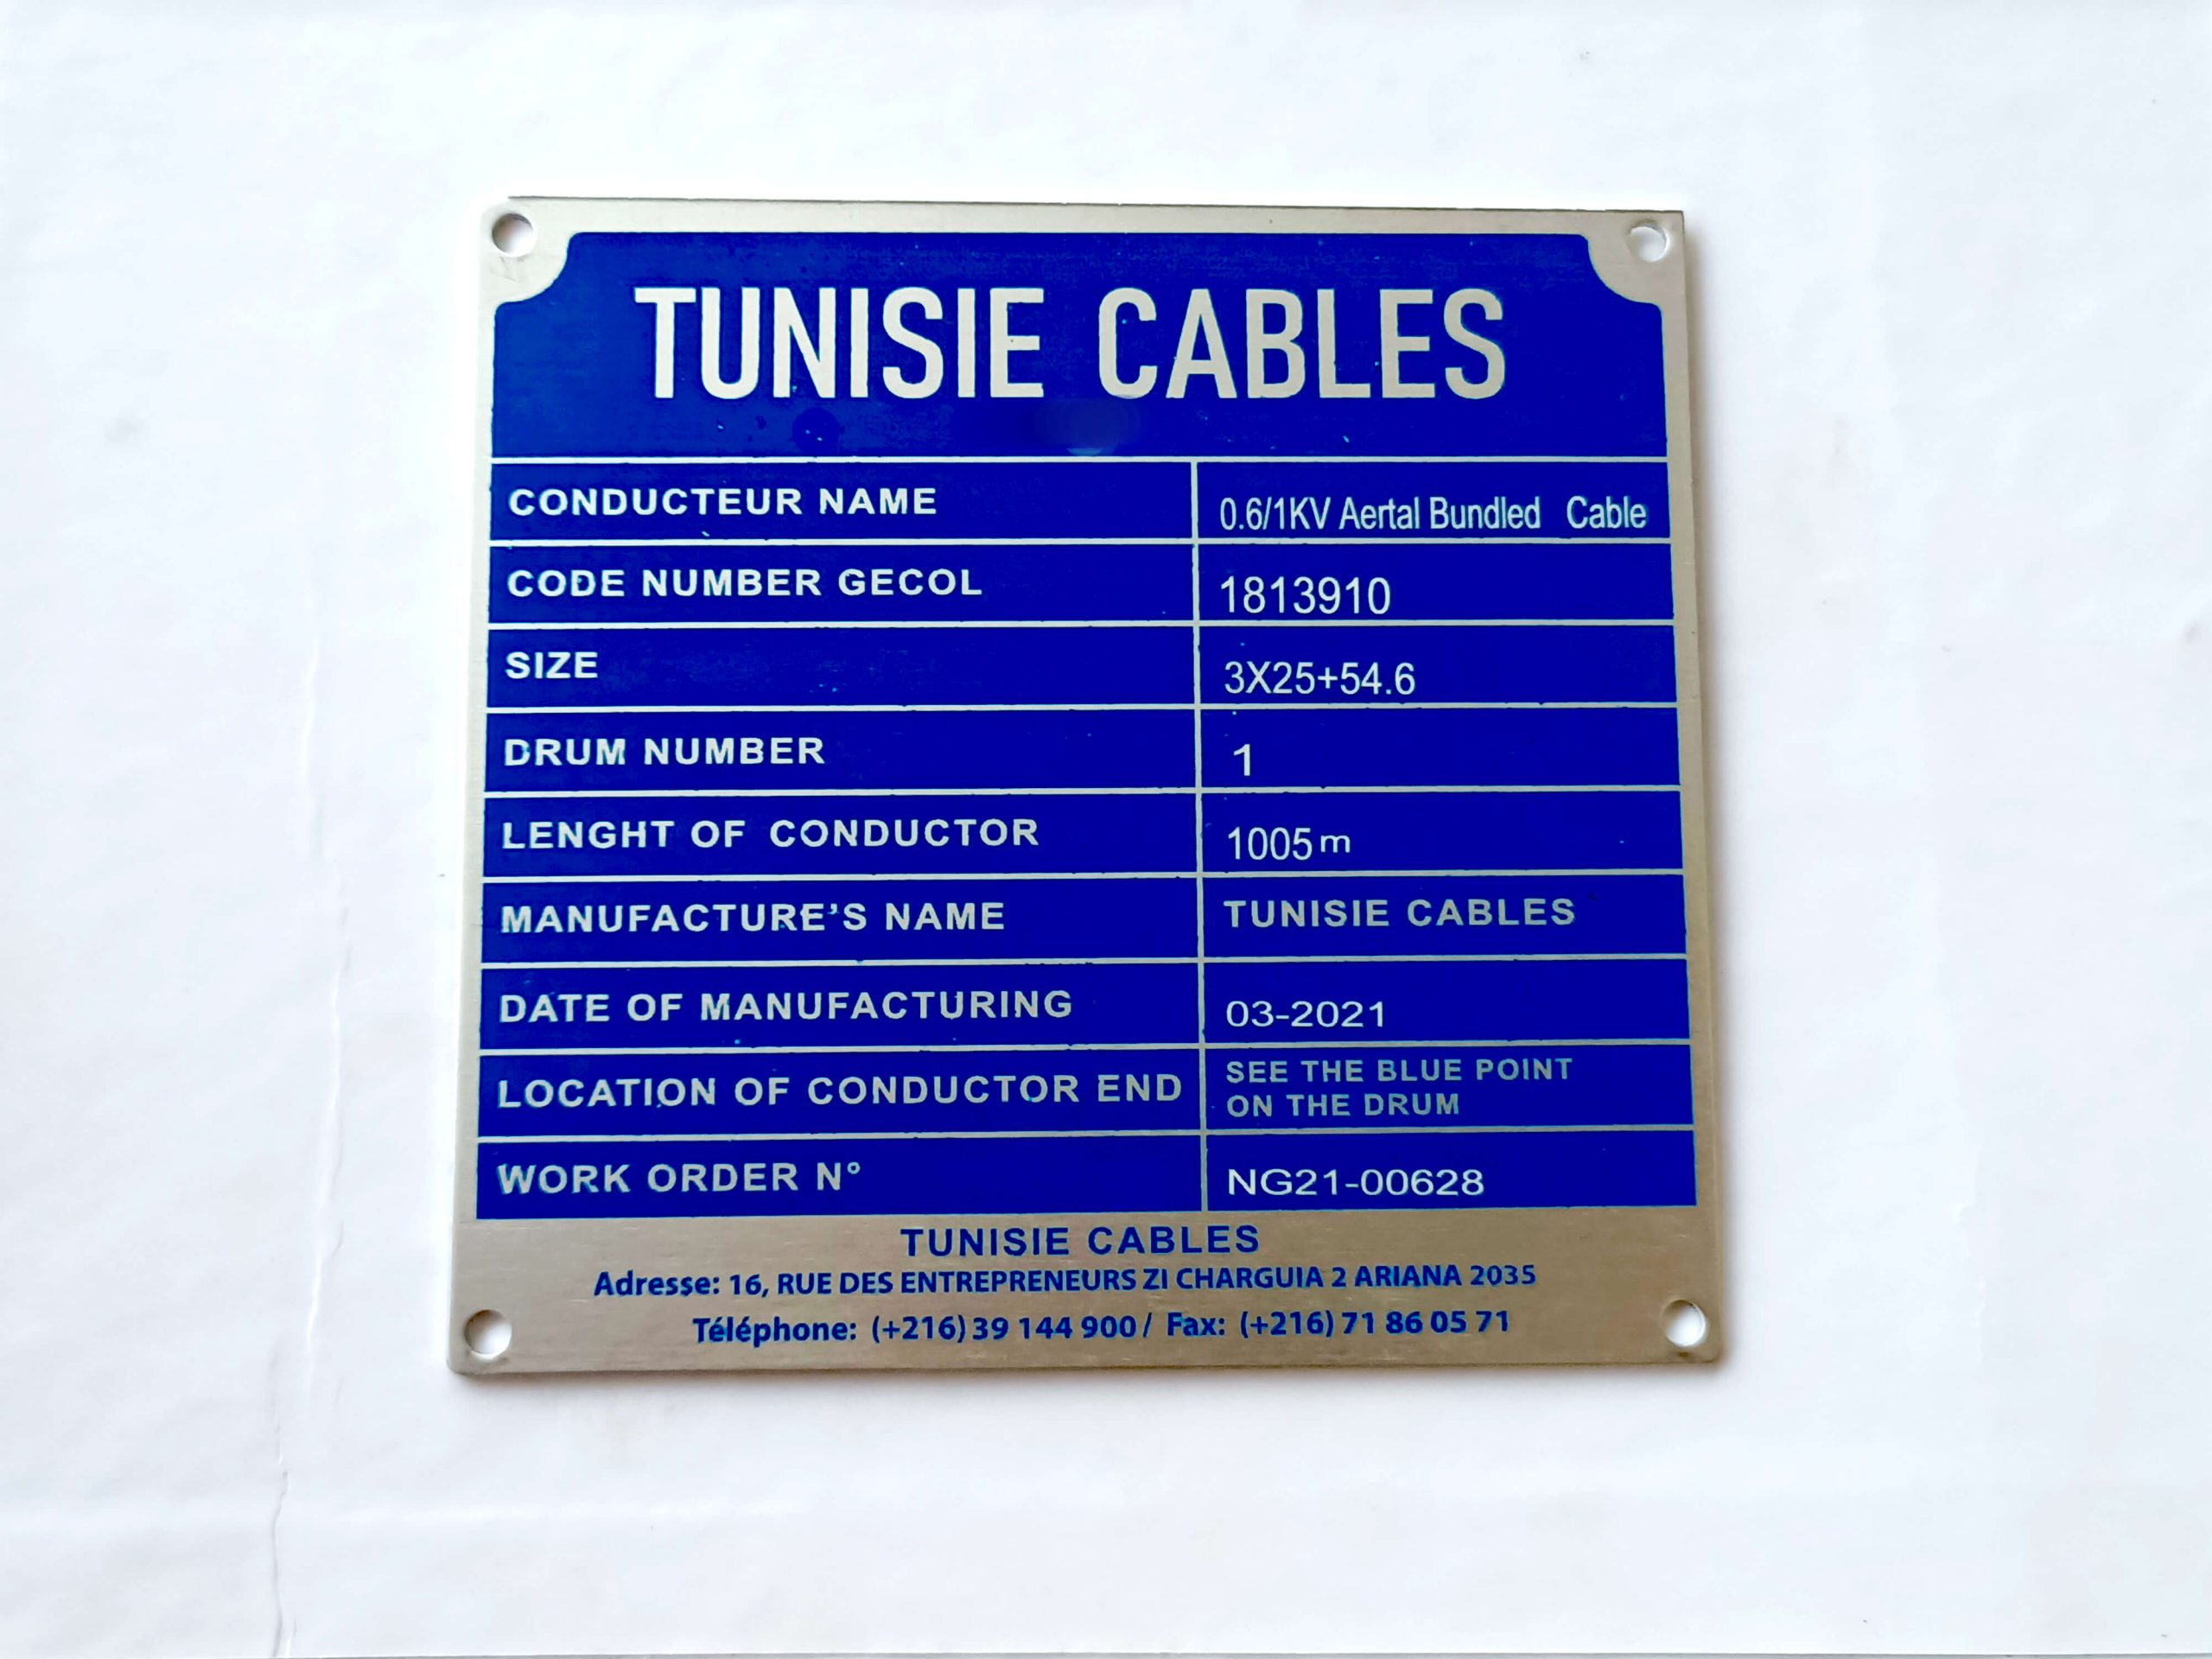 TUNISIE CABLES
CONDUCTEUR NAME 0.6/1KV Aertal Bundled Cable
CODE NUMBER GECOL 1813910
SIZE 3X25+54.6
DRUM NUMBER 1
LENGHT OF CONDUCTOR 1005m
MANUFACTURE'S NAME TUNISIE CABLES
DATE OF MANUFACTURING 03-2021
LOCATION OF CONDUCTOR END SEE THE BLUE POINT
ON THE DRUM
WORK ORDER N° NG21-00628
TUNISIE CABLES
Adresse: 16, RUE DES ENTREPRENEURS ZI CHARGUIA 2 ARIANA 2035
Téléphone: (+216) 39 144 900 / Fax: (+216) 71 86 05 71